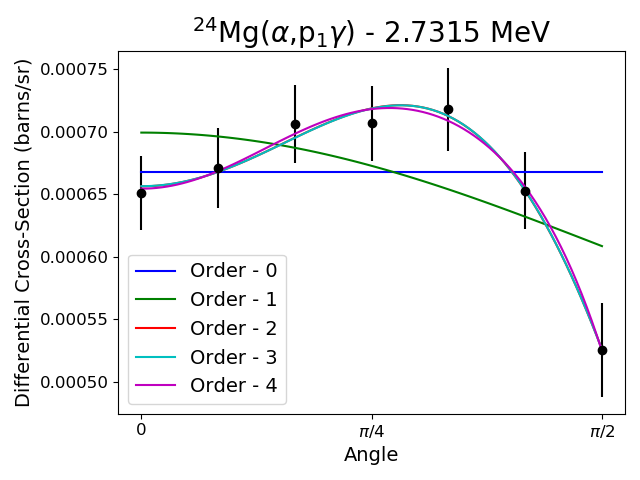 ²⁴Mg(α,p₁γ) - 2.7315 MeV
Differential Cross-Section (barns/sr)
0.00075
0.00070
0.00065
0.00060
0.00055
0.00050
Order - 0
Order - 1
Order - 2
Order - 3
Order - 4
0
π/4
π/2
Angle